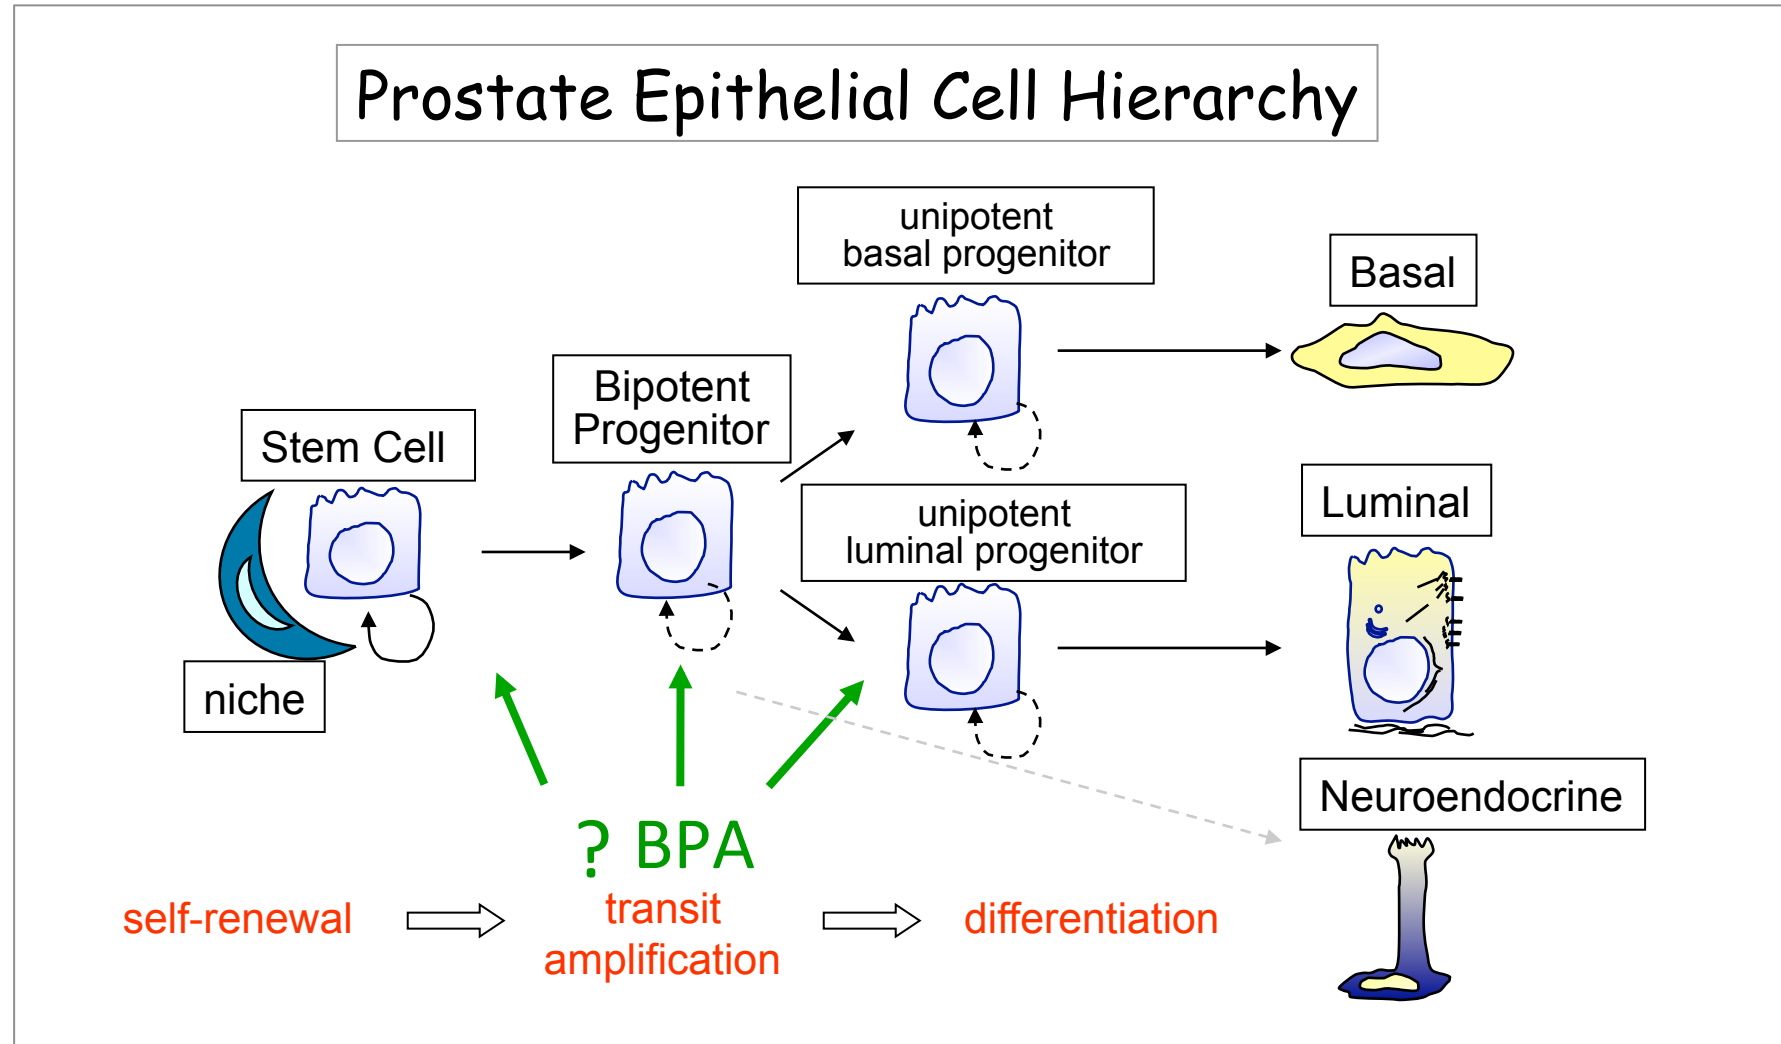 Prostate Epithelial Cell Hierarchy
unipotent
basal progenitor
Basal
Bipotent
Progenitor
Stem Cell
unipotent
luminal progenitor
Luminal
niche
Neuroendocrine
? BPA
self-renewal
transit
amplification
differentiation